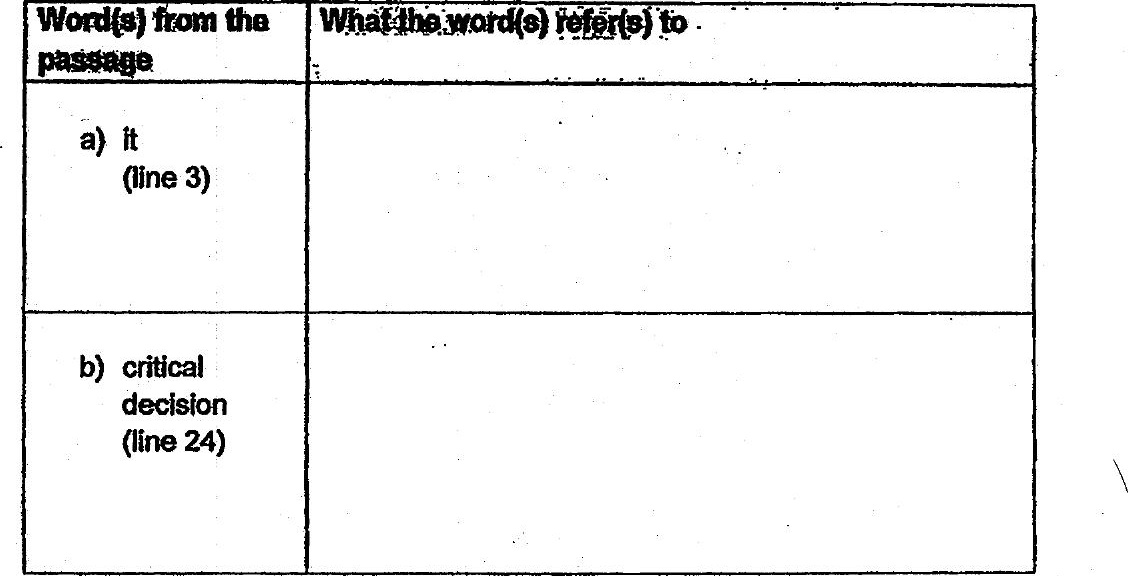 Word(s) from the
passage
What the word(s) refer(s) to
a) it
(line 3)
b) critical
decision
(line 24)